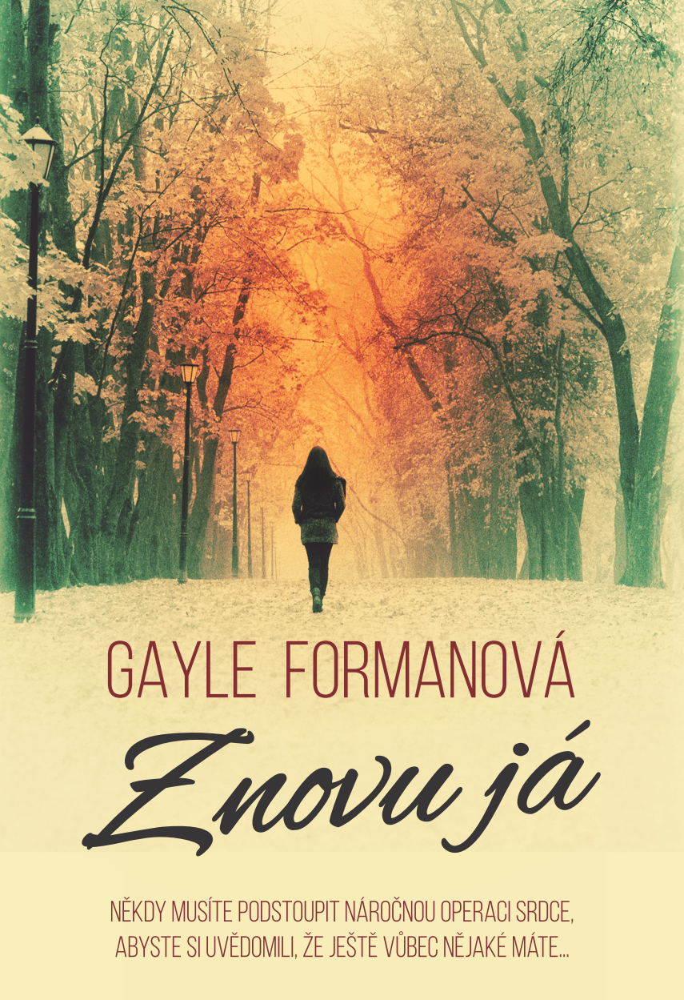 GAYLE FORMANOVÁ
Znovu já
NĚKDY MUSÍTE PODSTOUPIT NÁROČNOU OPERACI SRDCE,
ABYSTE SI UVĚDOMILI, ŽE JEŠTĚ VŮBEC NĚJAKÉ MÁTE...